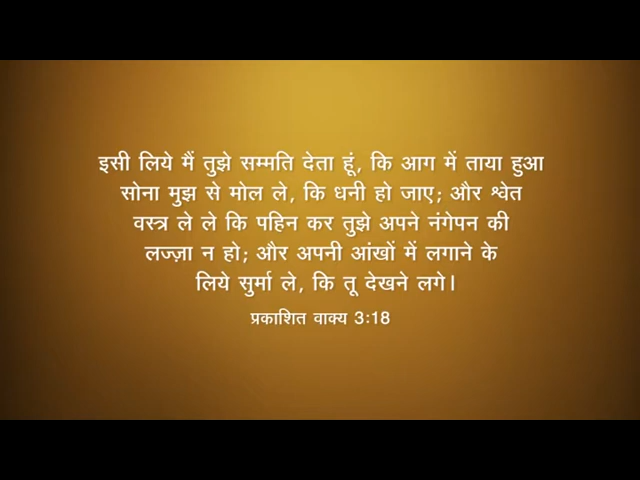 इसी लिये मैं तुझे सम्मति देता हूं, कि आग में ताया हुआ
सोना मुझ से मोल ले, कि धनी हो जाए; और श्वेत
वस्त्र ले ले कि पहिन कर तुझे अपने नंगेपन की
लज्ज़ा न हो; और अपनी आंखों में लगाने के
लिये सुर्मा ले, कि तू देखने लगे।
प्रकाशित वाक्य 3:18